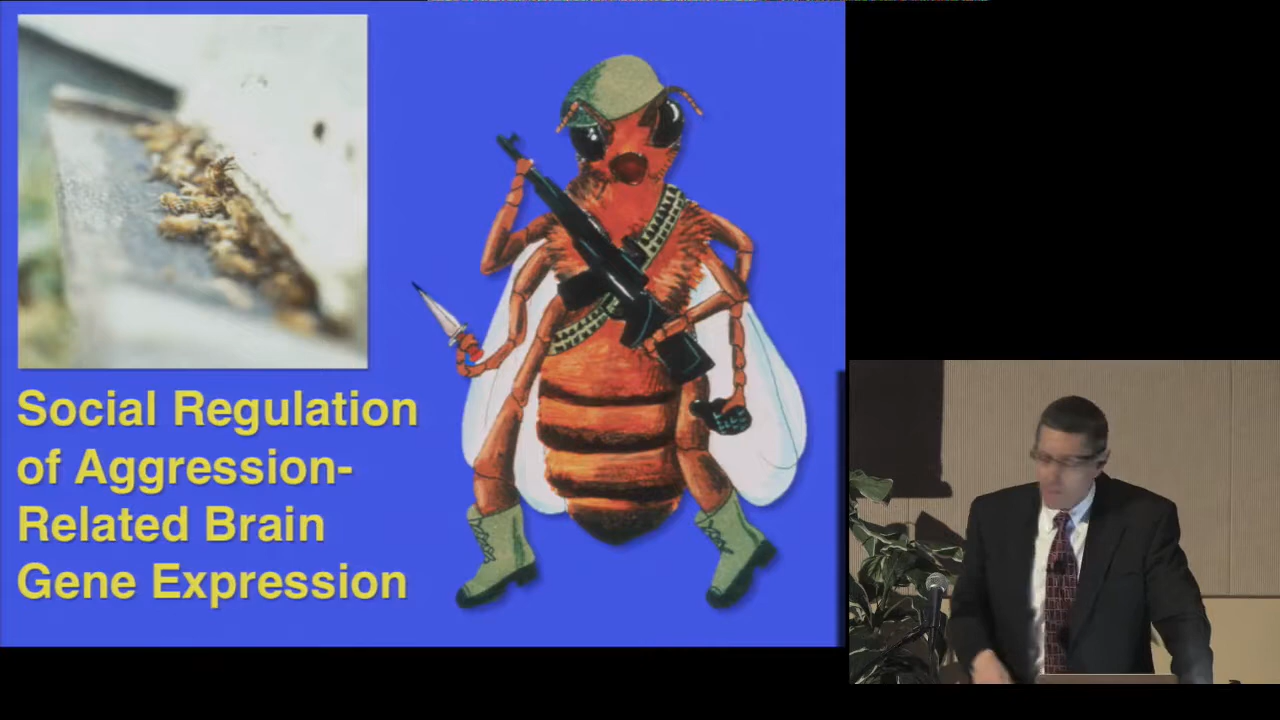 Social Regulation
of Aggression-
Related Brain
Gene Expression